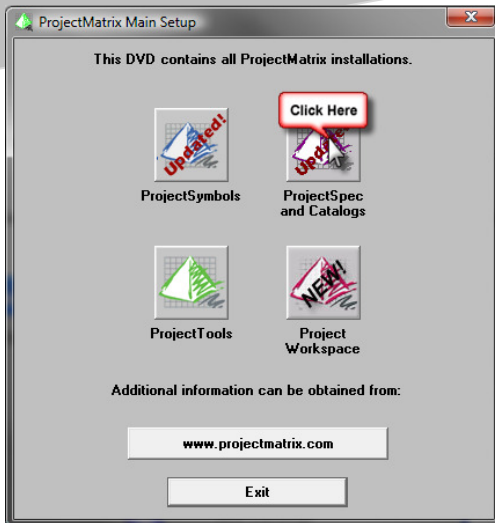 ProjectMatrix Main Setup
This DVD contains all ProjectMatrix installations.
Click Here
Updated!
Updated!
ProjectSymbols
ProjectSpec
and Catalogs
NEW!
ProjectTools
Project
Workspace
Additional information can be obtained from:
www.projectmatrix.com
Exit